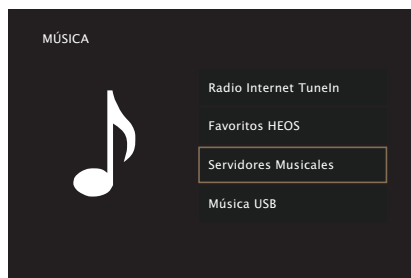 MÚSICA
Radio Internet TuneIn
Favoritos HEOS
Servidores Musicales
Música USB